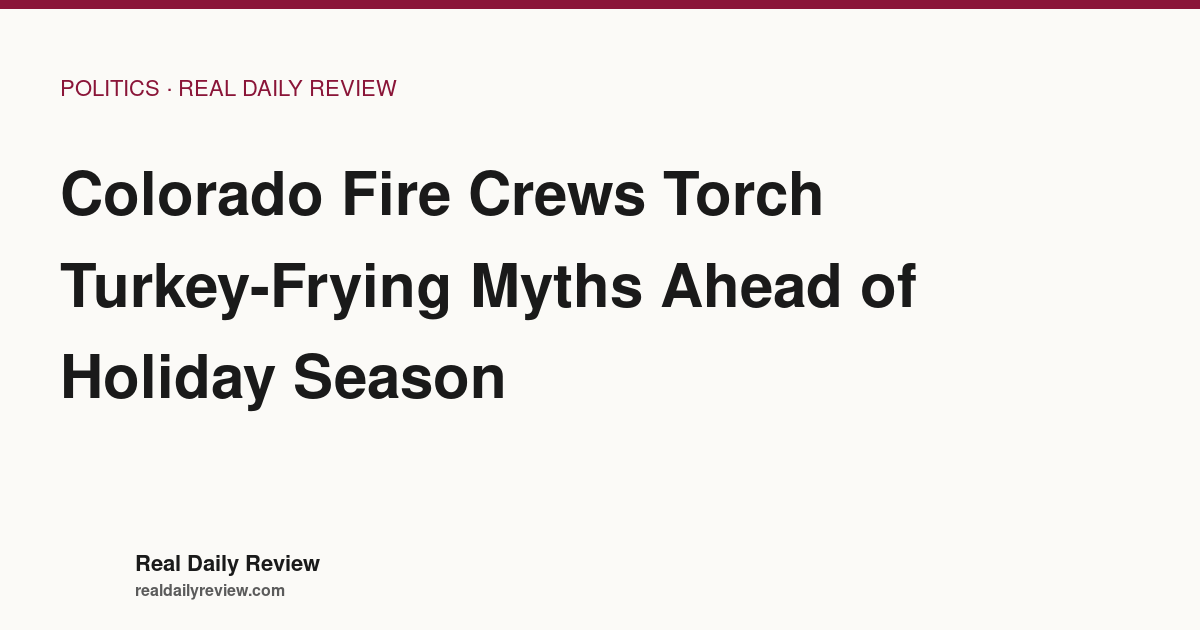 POLITICS · REAL DAILY REVIEW
Colorado Fire Crews Torch
Turkey-Frying Myths Ahead of
Holiday Season
Real Daily Review
realdailyreview.com